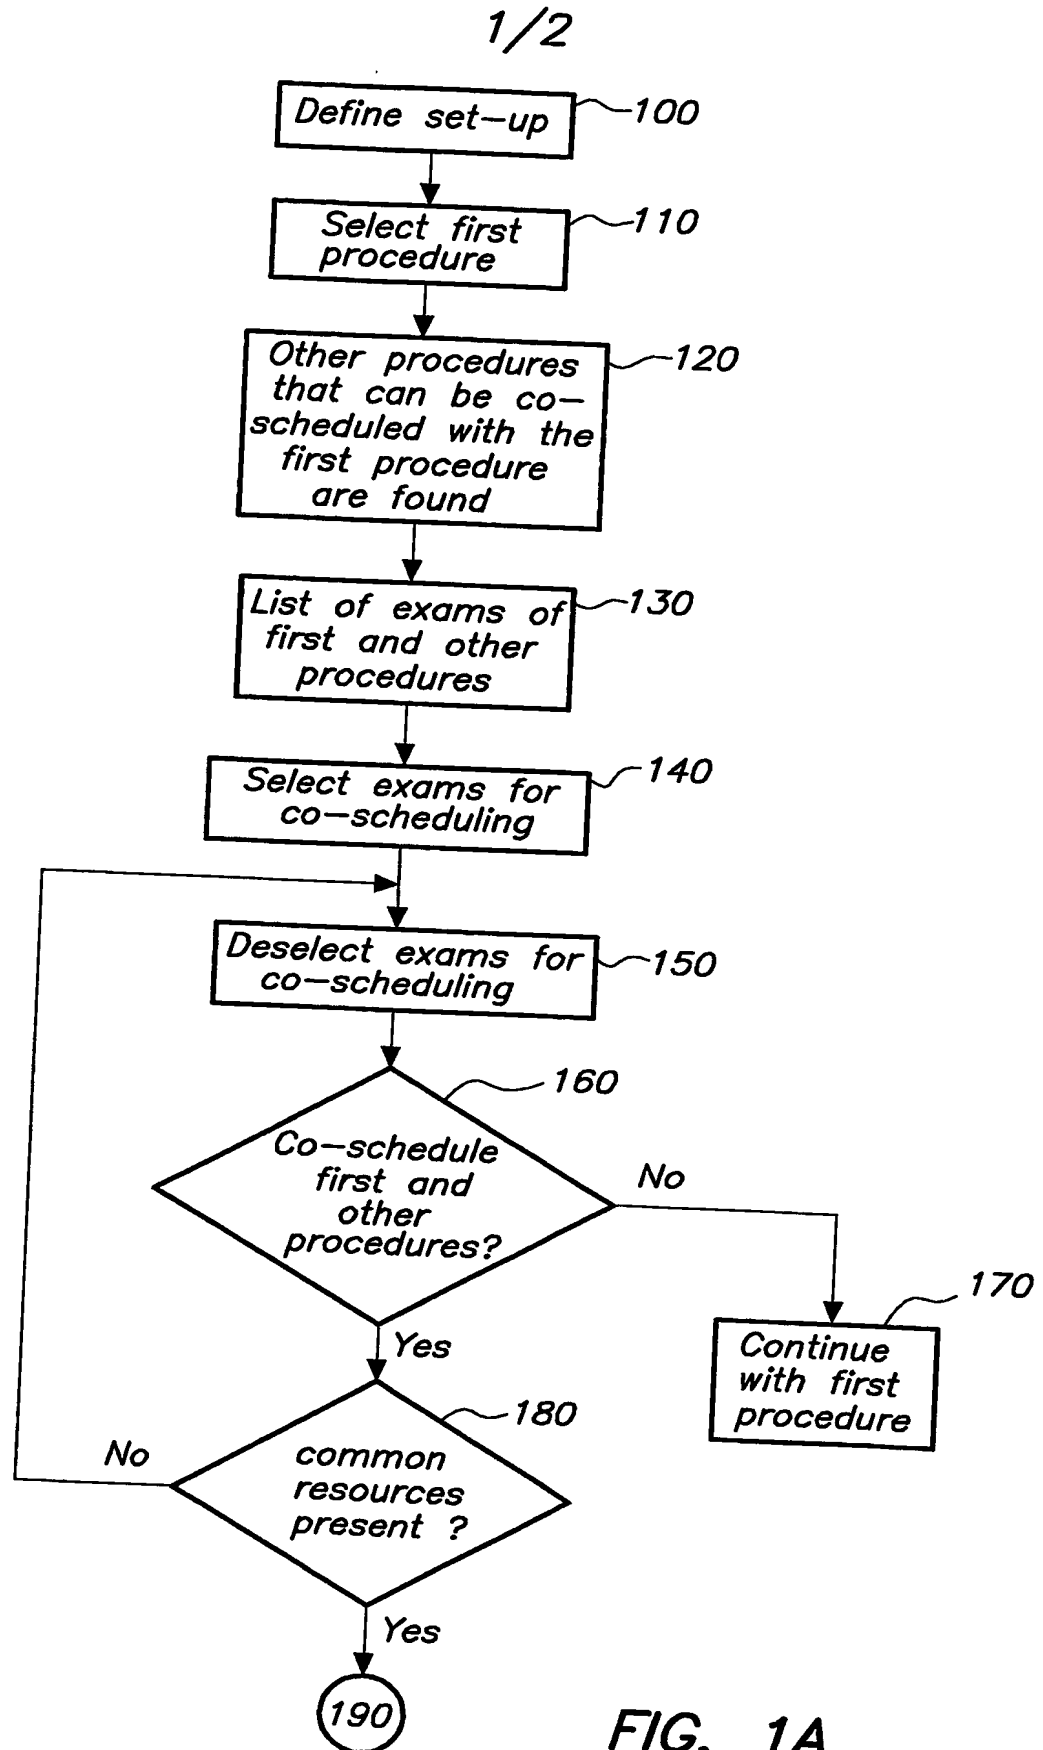 1/2
Define set-up
100
Select first
procedure
110
Other procedures
that can be co-
scheduled with the
first procedure
are found
120
List of exams of
first and other
procedures
130
Select exams for
co-scheduling
140
Deselect exams for
co-scheduling
150
160
Co-schedule
first and
other
procedures?
No
170
Continue
with first
procedure
Yes
180
common
resources
present ?
No
Yes
190
FIG. 1A